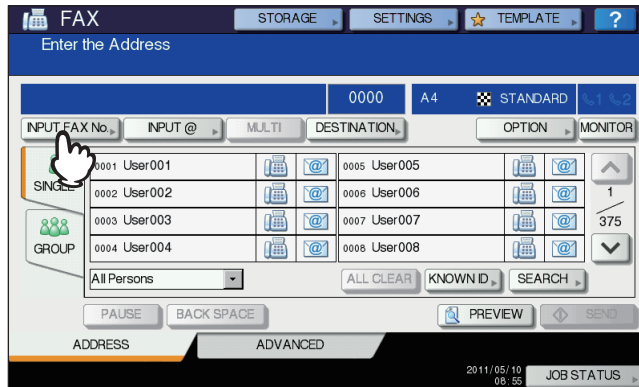 FAX STORAGE SETTINGS TEMPLATE ?
Enter the Address
0000 A4 STANDARD 1 2
INPUT FAX No. INPUT @ MULTI DESTINATION OPTION MONITOR
SINGLE
0001 User001 0005 User005
0002 User002 0006 User006
0003 User003 0007 User007
0004 User004 0008 User008
1
375
GROUP
All Persons ALL CLEAR KNOWN ID SEARCH
PAUSE BACK SPACE PREVIEW SEND
ADDRESS ADVANCED
2011/05/10
08:55 JOB STATUS